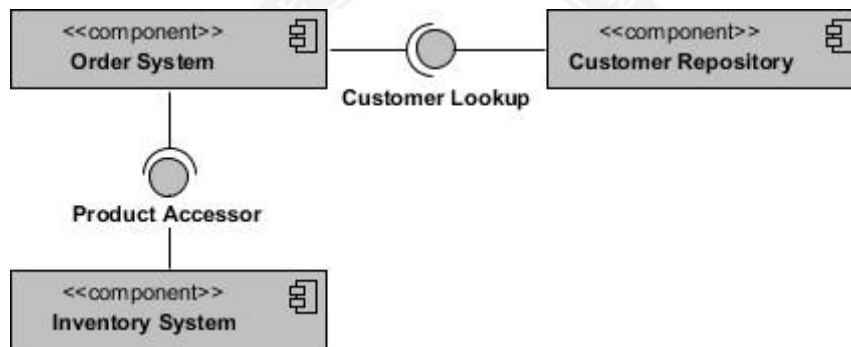 <<component>>
Order System
<<component>>
Customer Repository
Customer Lookup
Product Accessor
<<component>>
Inventory System